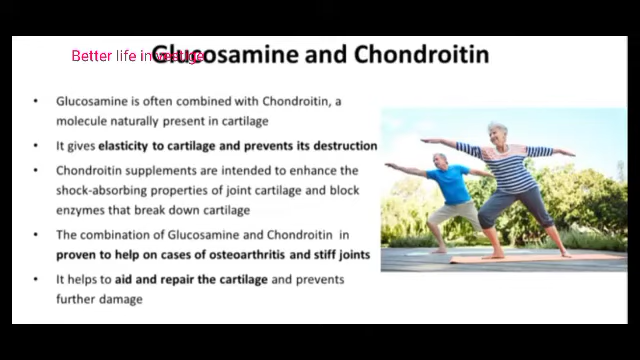 Glucosamine and Chondroitin
Better life in vestige
• Glucosamine is often combined with Chondroitin, a
molecule naturally present in cartilage
• It gives elasticity to cartilage and prevents its destruction
• Chondroitin supplements are intended to enhance the
shock-absorbing properties of joint cartilage and block
enzymes that break down cartilage
• The combination of Glucosamine and Chondroitin in
proven to help on cases of osteoarthritis and stiff joints
• It helps to aid and repair the cartilage and prevents
further damage